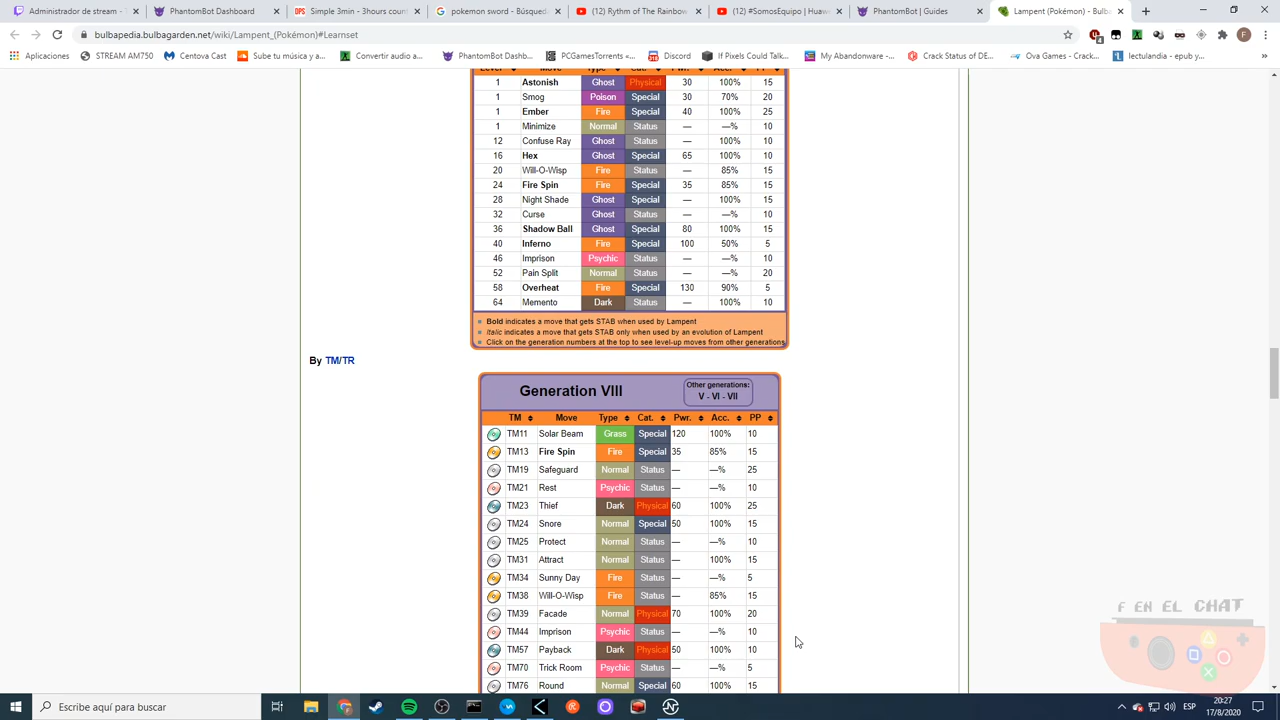 Administrador de stream - T
PhantomBot Dashboard
Simple 3min - 3hours countd
pokemon sword - Búsqueda
(12) Rhythm of The Rainbow
(12) #SomosEquipo | Huawe
PhantomBot | Guides
Lampent (Pokémon) - Bulba
bulbapedia.bulbagarden.net/wiki/Lampent_(Pokémon)#Learnset
Aplicaciones
STREAM AM750
Centova Cast
Sube tu música y a...
Convertir audio a...
PhantomBot Dashb...
PCGamesTorrents «...
Discord
If Pixels Could Talk...
My Abandonware -...
Crack Status of DE...
Ova Games - Crack...
lectulandia - epub y...
Level Move Type Cat. Pwr. Acc. PP
1 Astonish Ghost Physical 30 100% 15
1 Smog Poison Special 30 70% 20
1 Ember Fire Special 40 100% 25
1 Minimize Normal Status — —% 10
12 Confuse Ray Ghost Status — 100% 10
16 Hex Ghost Special 65 100% 10
20 Will-O-Wisp Fire Status — 85% 15
24 Fire Spin Fire Special 35 85% 15
28 Night Shade Ghost Special — 100% 15
32 Curse Ghost Status — —% 10
36 Shadow Ball Ghost Special 80 100% 15
40 Inferno Fire Special 100 50% 5
46 Imprison Psychic Status — —% 10
52 Pain Split Normal Status — —% 20
58 Overheat Fire Special 130 90% 5
64 Memento Dark Status — 100% 10
Bold indicates a move that gets STAB when used by Lampent
Italic indicates a move that gets STAB only when used by an evolution of Lampent
Click on the generation numbers at the top to see level-up moves from other generations
By TM/TR
Generation VIII
Other generations:
V - VI - VII
TM Move Type Cat. Pwr. Acc. PP
TM11 Solar Beam Grass Special 120 100% 10
TM13 Fire Spin Fire Special 35 85% 15
TM19 Safeguard Normal Status — —% 25
TM21 Rest Psychic Status — —% 10
TM23 Thief Dark Physical 60 100% 25
TM24 Snore Normal Special 50 100% 15
TM25 Protect Normal Status — —% 10
TM31 Attract Normal Status — 100% 15
TM34 Sunny Day Fire Status — —% 5
TM38 Will-O-Wisp Fire Status — 85% 15
TM39 Facade Normal Physical 70 100% 20
TM44 Imprison Psychic Status — —% 10
TM57 Payback Dark Physical 50 100% 10
TM70 Trick Room Psychic Status — —% 5
TM76 Round Normal Special 60 100% 15
F EN EL CHAT
Escribe aquí para buscar
ESP
20:27
17/8/2020